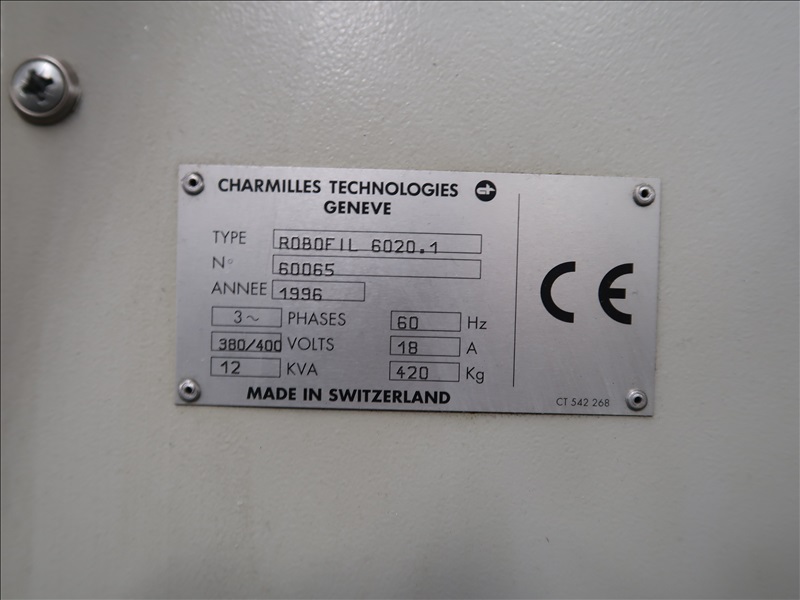 CHARMILLES TECHNOLOGIES
GENEVE
TYPE ROBOFIL 6020.1
N° 60065
ANNEE 1996
3~ PHASES 60 Hz
380/400 VOLTS 18 A
12 KVA 420 Kg
MADE IN SWITZERLAND
CE
CT 542 268